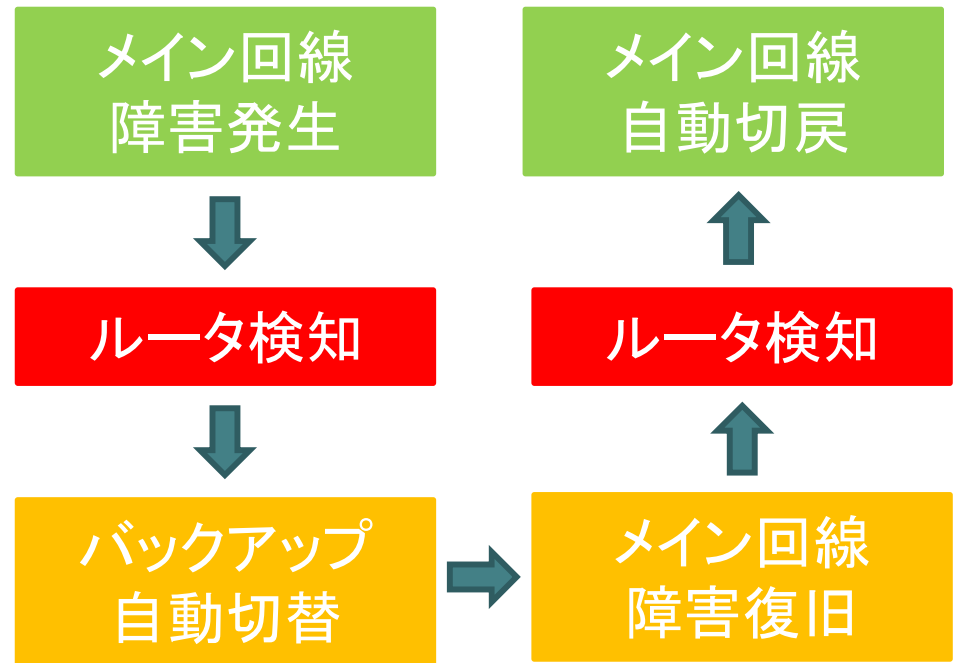 メイン回線
障害発生
ルータ検知
バックアップ
自動切替
メイン回線
障害復旧
ルータ検知
メイン回線
自動切戻